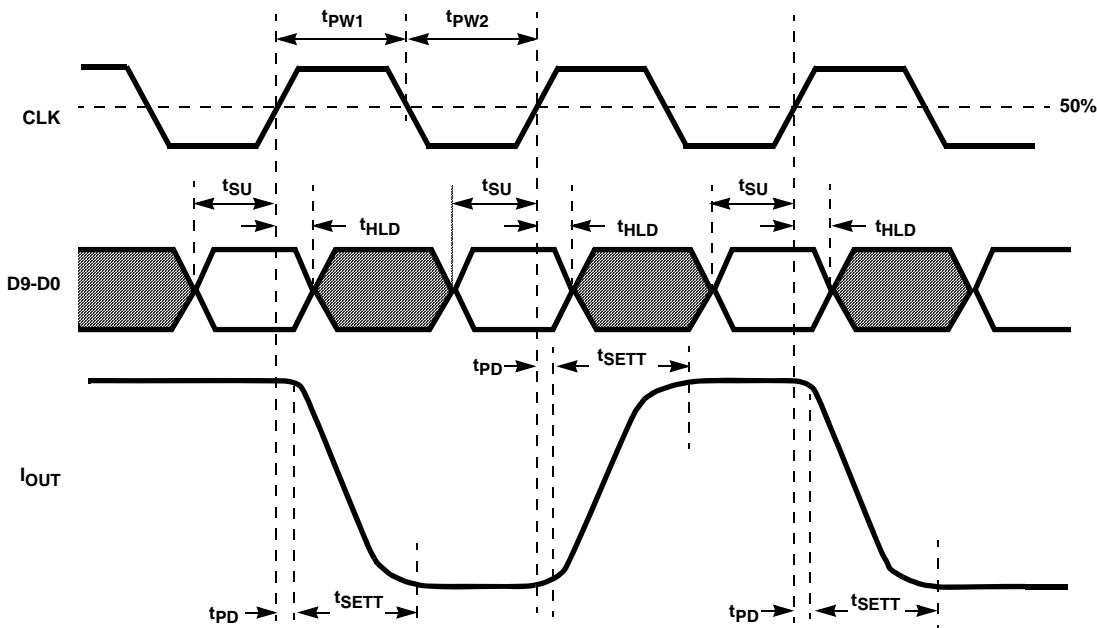 tPW1 tPW2
CLK
50%
tSU tSU tSU
tHLD tHLD tHLD
D9-D0
tPD tSETT
IOUT
tPD tSETT tPD tSETT